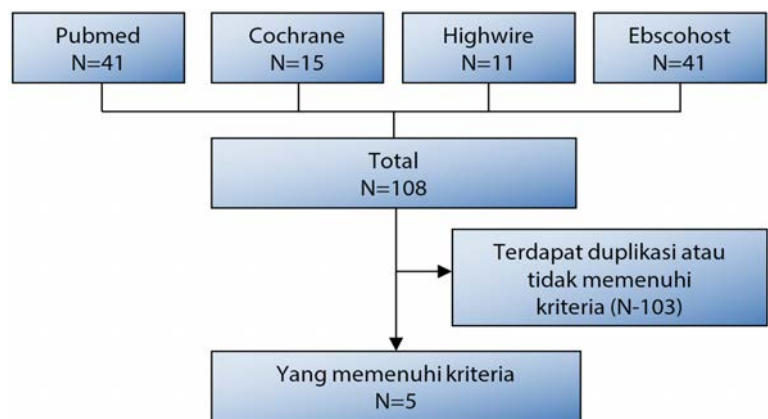 Pubmed
N=41
Cochrane
N=15
Highwire
N=11
Ebscohost
N=41
Total
N=108
Terdapat duplikasi atau
tidak memenuhi
kriteria (N-103)
Yang memenuhi kriteria
N=5